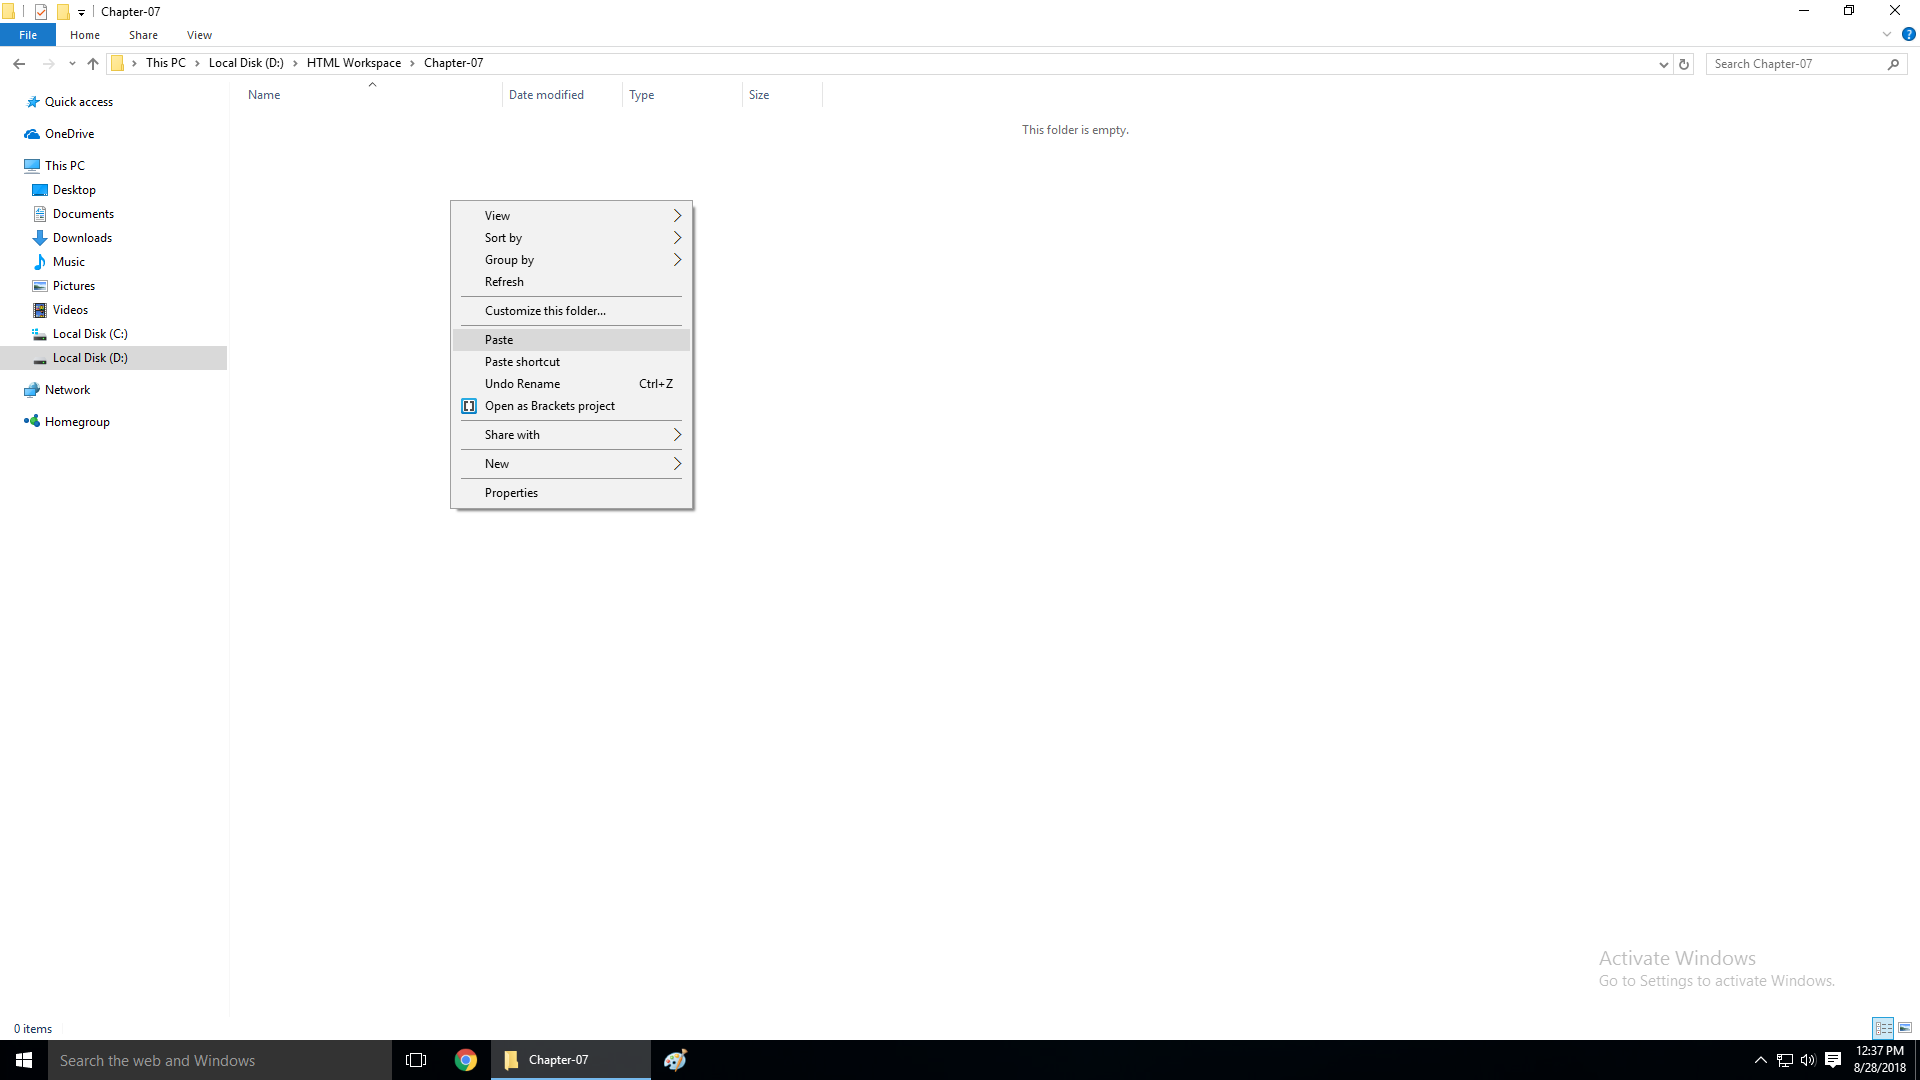 Chapter-07
File Home Share View
This PC Local Disk (D:) HTML Workspace Chapter-07
Search Chapter-07
Name Date modified Type Size
This folder is empty.
Quick access
OneDrive
This PC
Desktop
Documents
Downloads
Music
Pictures
Videos
Local Disk (C:)
Local Disk (D:)
Network
Homegroup
View
Sort by
Group by
Refresh
Customize this folder...
Paste
Paste shortcut
Undo Rename Ctrl+Z
Open as Brackets project
Share with
New
Properties
Activate Windows
Go to Settings to activate Windows.
0 items
Search the web and Windows
Chapter-07
12:37 PM
8/28/2018